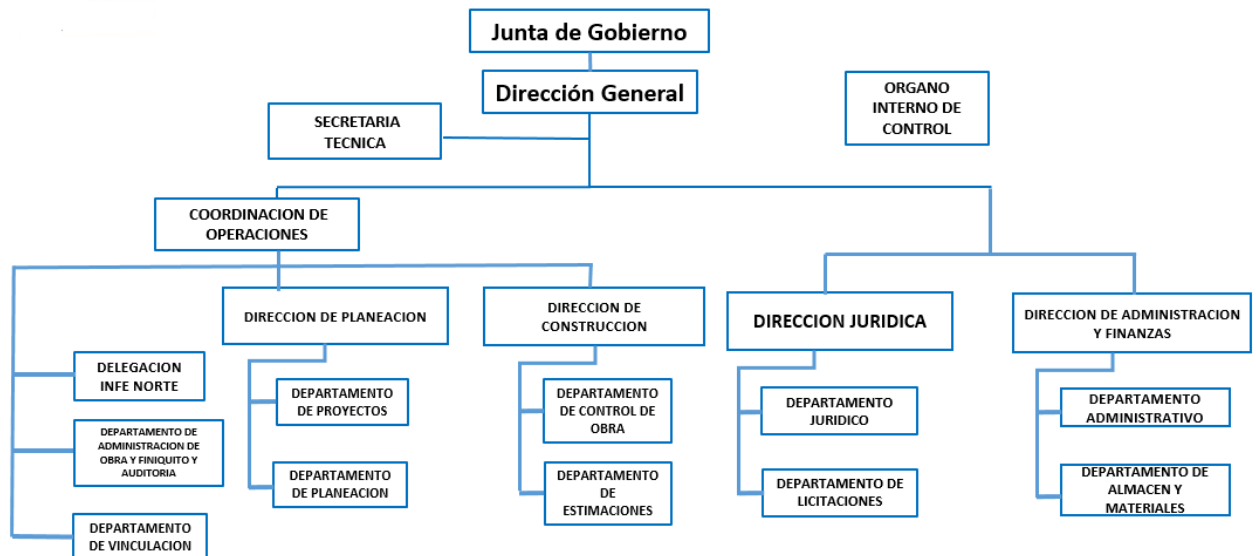 Junta de Gobierno
Dirección General
SECRETARIA
TECNICA
ORGANO
INTERNO DE
CONTROL
COORDINACION DE
OPERACIONES
DIRECCION DE PLANEACION
DIRECCION DE
CONSTRUCCION
DIRECCION JURIDICA
DIRECCION DE ADMINISTRACION
Y FINANZAS
DELEGACION
INFE NORTE
DEPARTAMENTO DE
ADMINISTRACION DE
OBRA Y FINIQUITO Y
AUDITORIA
DEPARTAMENTO
DE VINCULACION
DEPARTAMENTO
DE PROYECTOS
DEPARTAMENTO
DE PLANEACION
DEPARTAMENTO
DE CONTROL DE
OBRA
DEPARTAMENTO
DE
ESTIMACIONES
DEPARTAMENTO
JURIDICO
DEPARTAMENTO DE
LICITACIONES
DEPARTAMENTO
ADMINISTRATIVO
DEPARTAMENTO DE
ALMACEN Y
MATERIALES